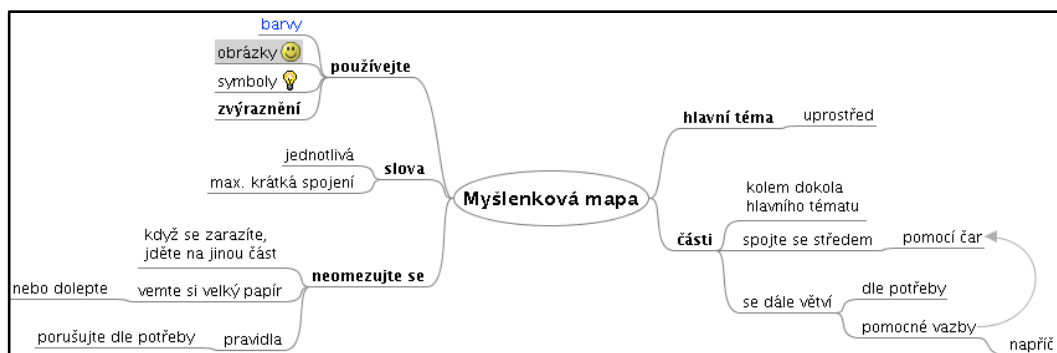 barvy
obrázky
symboly
zvýraznění
používejte
jednotlivá
max. krátká spojení
slova
když se zarazíte,
jděte na jinou část
nebo dolepte
vemte si velký papír
porušujte dle potřeby
pravidla
neomezujte se
Myšlenková mapa
hlavní téma
uprostřed
části
kolem dokola
hlavního tématu
spojte se středem
pomocí čar
se dále větví
dle potřeby
pomocné vazby
napříč